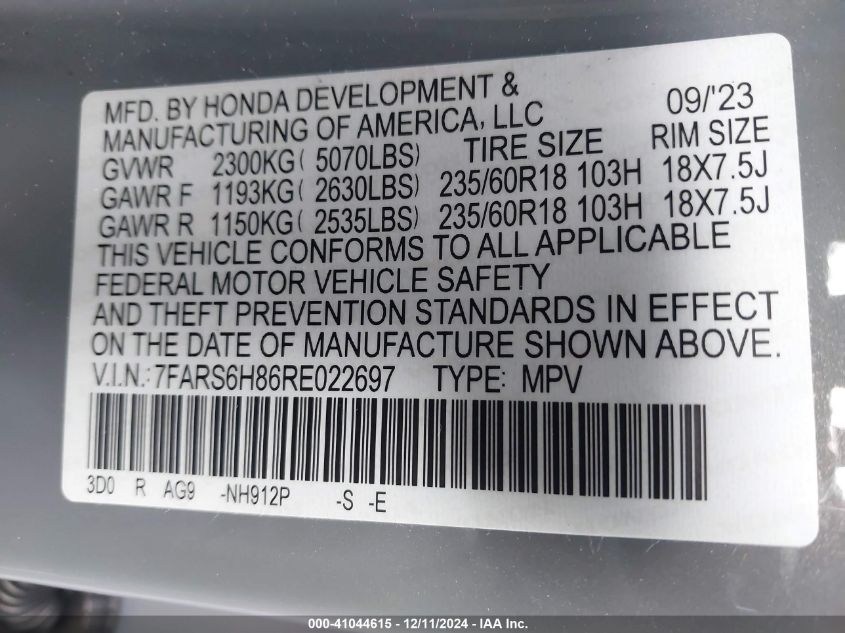 MFD. BY HONDA DEVELOPMENT & 09/'23
MANUFACTURING OF AMERICA, LLC
GVWR 2300KG( 5070LBS) TIRE SIZE RIM SIZE
GAWR F 1193KG( 2630LBS) 235/60R18 103H 18X7.5J
GAWR R 1150KG( 2535LBS) 235/60R18 103H 18X7.5J
THIS VEHICLE CONFORMS TO ALL APPLICABLE
FEDERAL MOTOR VEHICLE SAFETY
AND THEFT PREVENTION STANDARDS IN EFFECT
ON THE DATE OF MANUFACTURE SHOWN ABOVE.
V.I.N.: 7FARS6H86RE022697 TYPE: MPV
3D0 R AG9 -NH912P -S -E
000-41044615 - 12/11/2024 - IAA Inc.